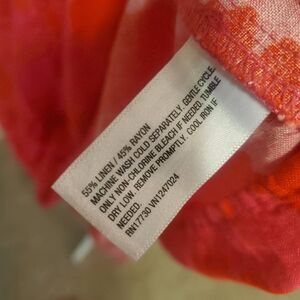 55% LINEN / 45% RAYON
MACHINE WASH COLD SEPARATELY. GENTLE CYCLE.
ONLY NON-CHLORINE BLEACH IF NEEDED. TUMBLE
DRY LOW. REMOVE PROMPTLY. COOL IRON IF
NEEDED.
RN17730 VN1247024